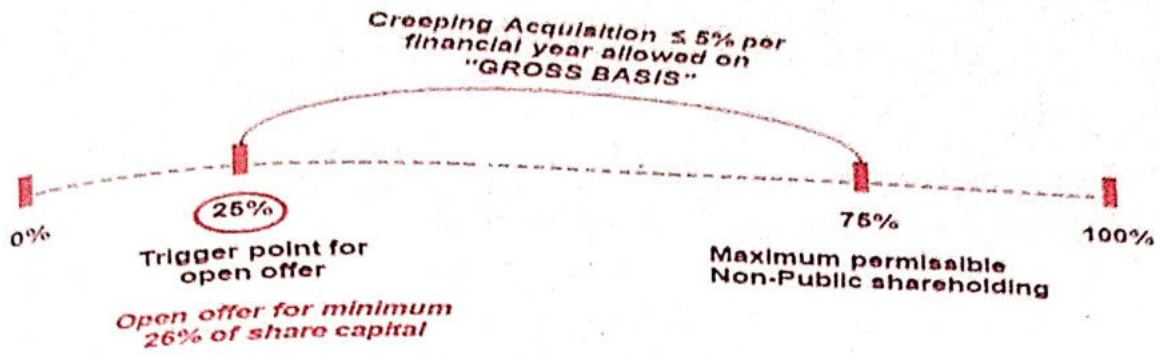 Creeping Acquisition ≤ 5% per
financial year allowed on
"GROSS BASIS"
0%
25%
75%
100%
Trigger point for
open offer
Maximum permissible
Non-Public shareholding
Open offer for minimum
26% of share capital